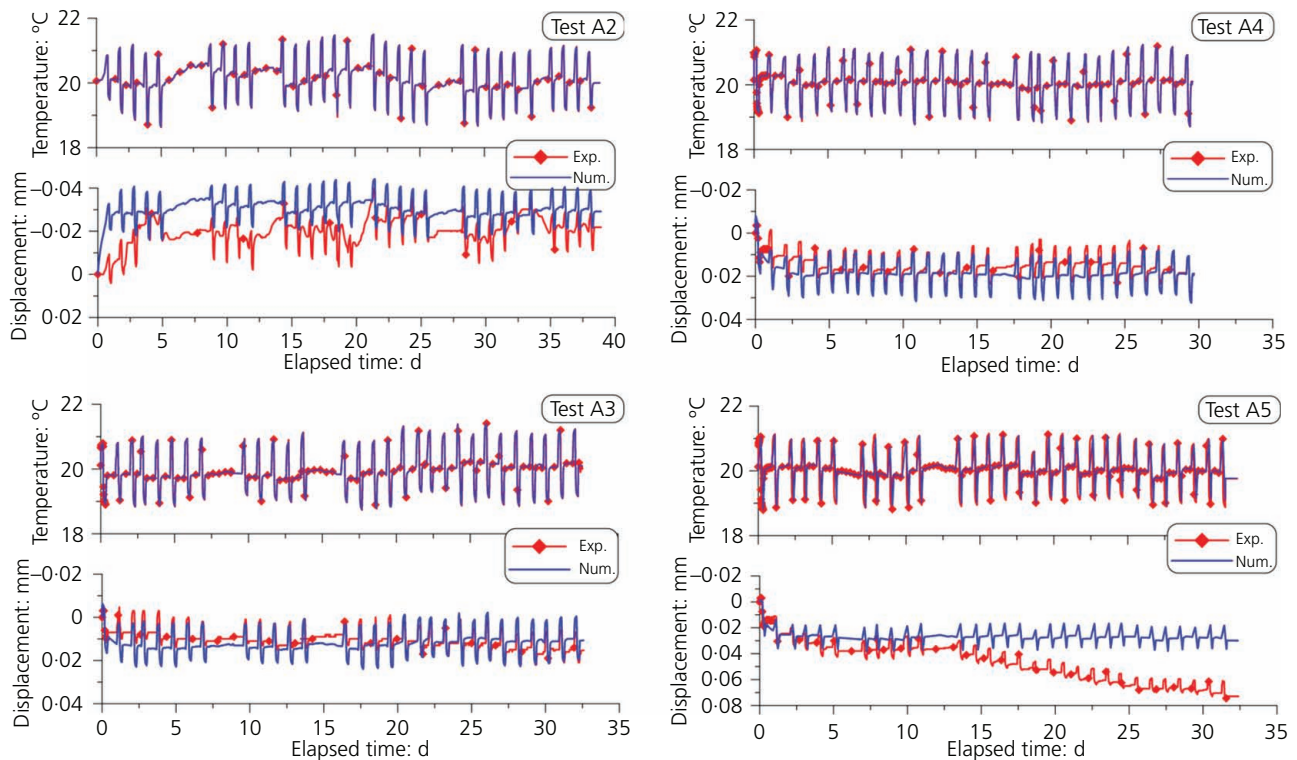 Test A2
Temperature: °C
22
20
18
Exp.
Num.
Displacement: mm
–0·04
–0·02
0
0·02
0 5 10 15 20 25 30 35 40
Elapsed time: d
Test A4
Temperature: °C
22
20
18
Exp.
Num.
Displacement: mm
–0·02
0
0·02
0·04
0 5 10 15 20 25 30 35
Elapsed time: d
Test A3
Temperature: °C
22
20
18
Exp.
Num.
Displacement: mm
–0·02
0
0·02
0·04
0 5 10 15 20 25 30 35
Elapsed time: d
Test A5
Temperature: °C
22
20
18
Exp.
Num.
Displacement: mm
–0·02
0
0·02
0·04
0·06
0·08
0 5 10 15 20 25 30 35
Elapsed time: d